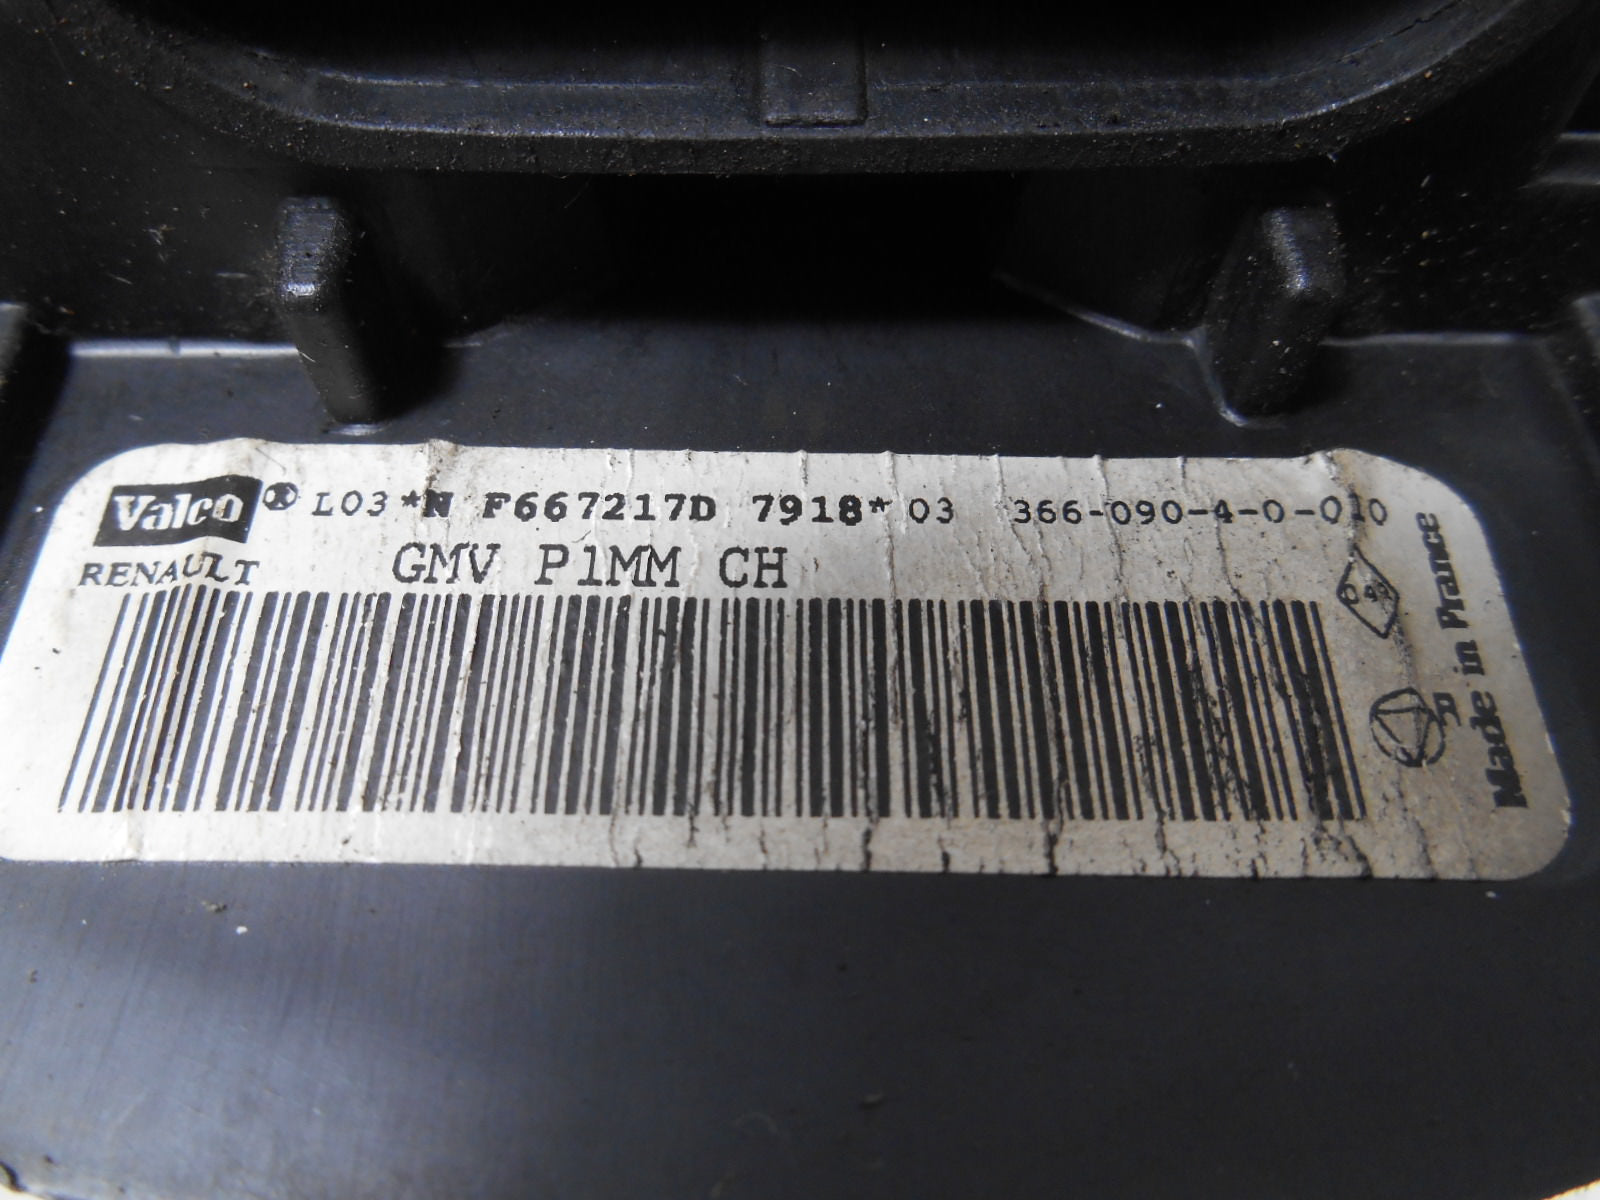 Valeo ® L03 *N F667217D 7918* 03 366-090-4-0-010
RENAULT GMV P1MM CH
Made in France